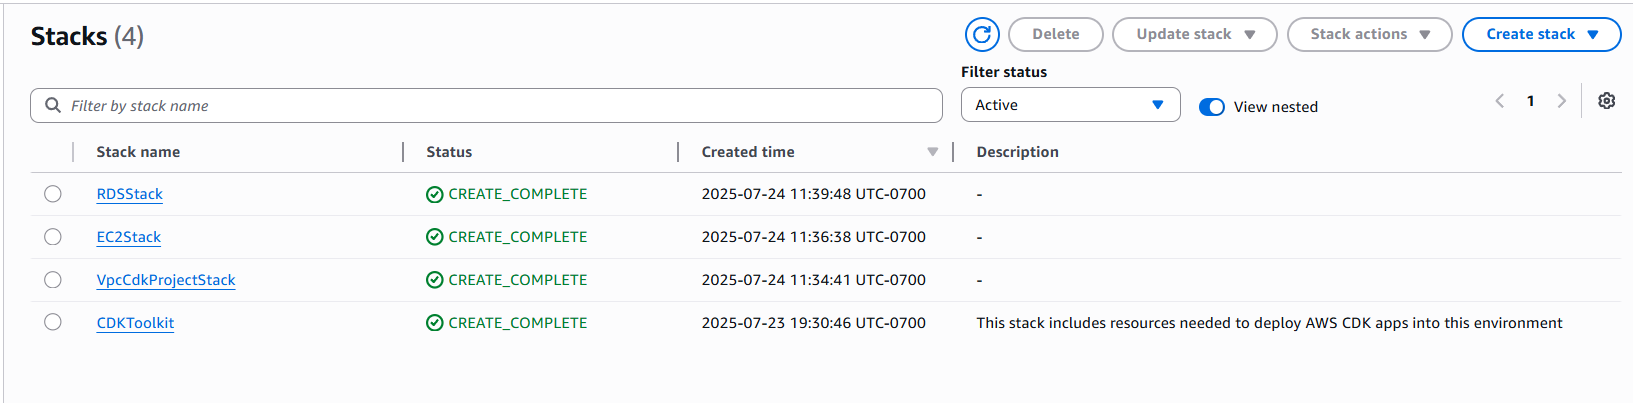 Stacks (4)
Delete
Update stack
Stack actions
Create stack
Filter status
Filter by stack name
Active
View nested
1
Stack name Status Created time Description
RDSStack CREATE_COMPLETE 2025-07-24 11:39:48 UTC-0700 -
EC2Stack CREATE_COMPLETE 2025-07-24 11:36:38 UTC-0700 -
VpcCdkProjectStack CREATE_COMPLETE 2025-07-24 11:34:41 UTC-0700 -
CDKToolkit CREATE_COMPLETE 2025-07-23 19:30:46 UTC-0700 This stack includes resources needed to deploy AWS CDK apps into this environment